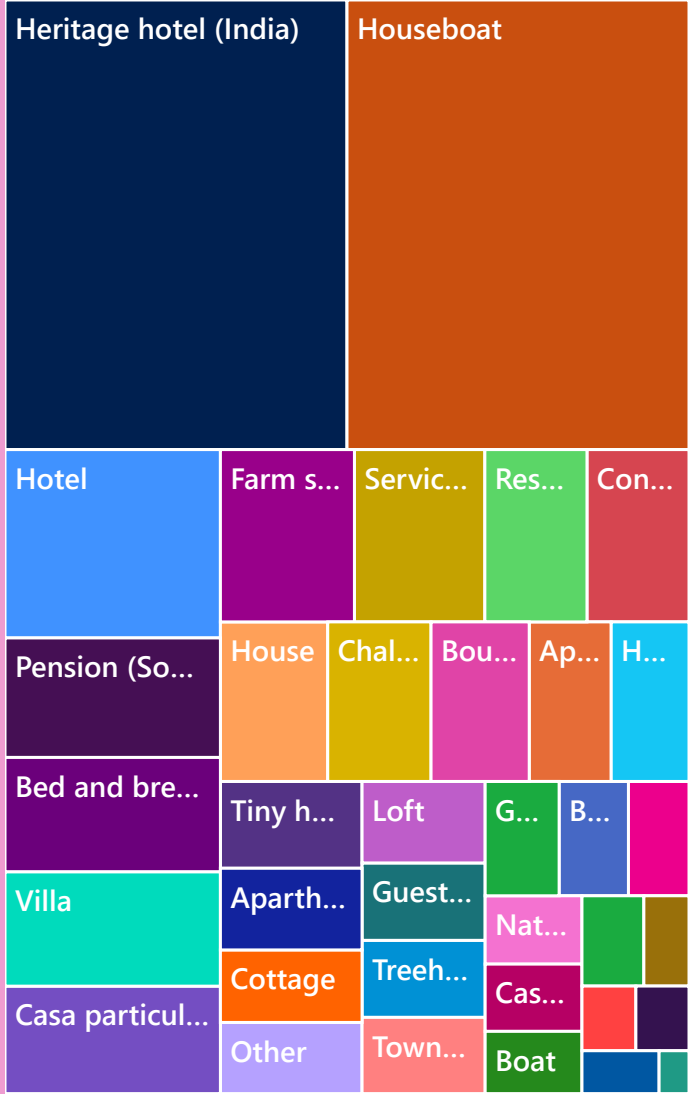 Heritage hotel (India)
Houseboat
Hotel
Farm s...
Servic...
Res...
Con...
Pension (So...
House
Chal...
Bou...
Ap...
H...
Bed and bre...
Tiny h...
Loft
G...
B...
Villa
Aparth...
Guest...
Nat...
Cottage
Treeh...
Cas...
Casa particul...
Other
Town...
Boat